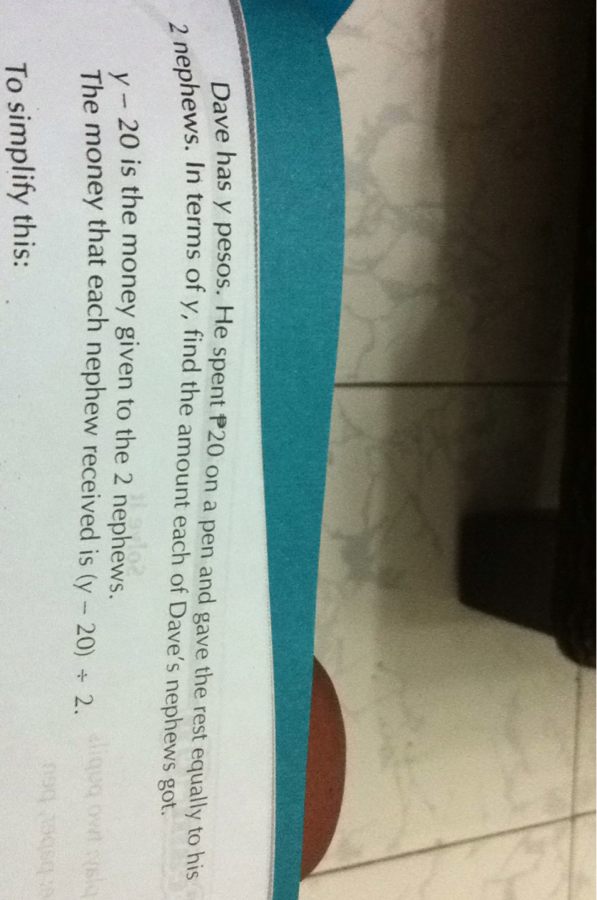 Dave has y pesos. He spent ₱20 on a pen and gave the rest equally to his
2 nephews. In terms of y, find the amount each of Dave's nephews got.
y – 20 is the money given to the 2 nephews.
The money that each nephew received is (y – 20) ÷ 2.
To simplify this: